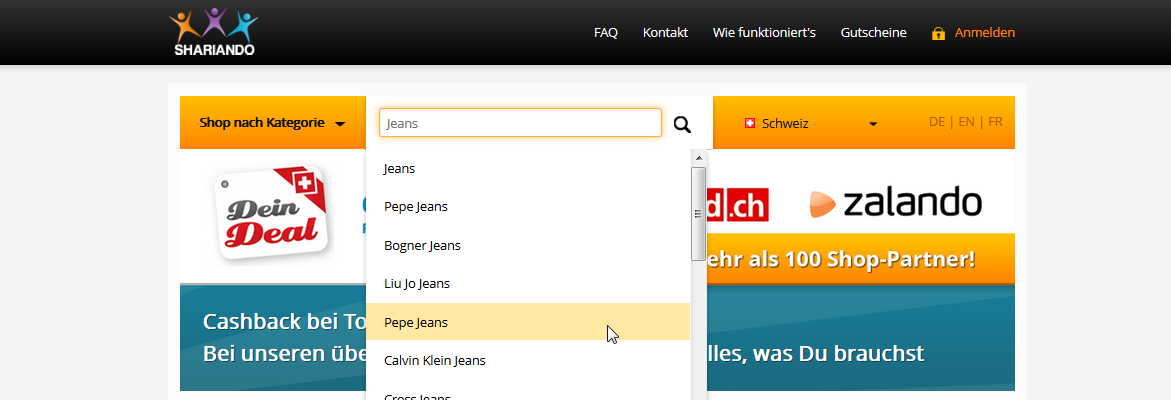 SHARIANDO
FAQ Kontakt Wie funktioniert's Gutscheine Anmelden
Shop nach Kategorie Jeans Schweiz DE | EN | FR
Jeans
Pepe Jeans
Bogner Jeans
Liu Jo Jeans
Pepe Jeans
Calvin Klein Jeans
Cross Jeans
Dein
Deal
d.ch zalando
ehr als 100 Shop-Partner!
Cashback bei To
Bei unseren übe lles, was Du brauchst